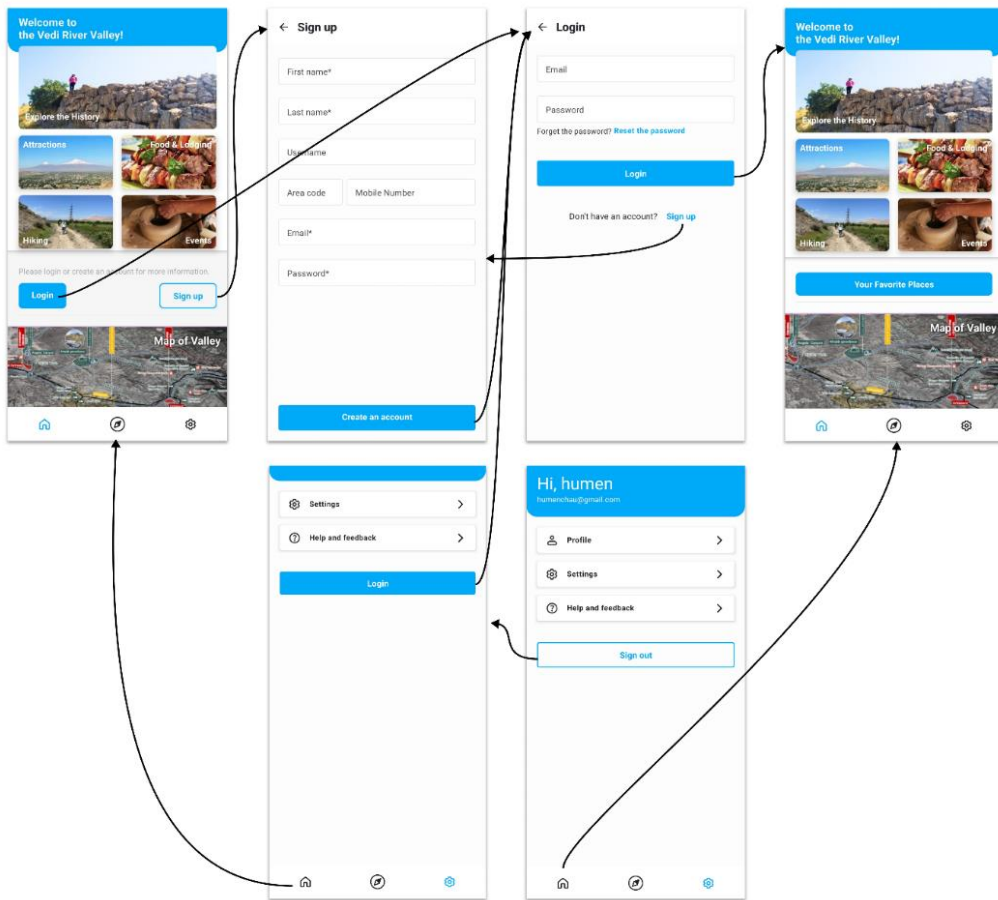 Welcome to
the Vedi River Valley!
Explore the History
Attractions
Food & Lodging
Hiking
Events
Please login or create an account for more information.
Login
Sign up
Map of Valley
Sign up
First name*
Last name*
Username
Area code
Mobile Number
Email*
Password*
Create an account
Login
Email
Password
Forget the password? Reset the password
Login
Don't have an account? Sign up
Welcome to
the Vedi River Valley!
Explore the History
Attractions
Food & Lodging
Hiking
Events
Your Favorite Places
Map of Valley
Settings
Help and feedback
Login
Hi, humen
Profile
Settings
Help and feedback
Sign out